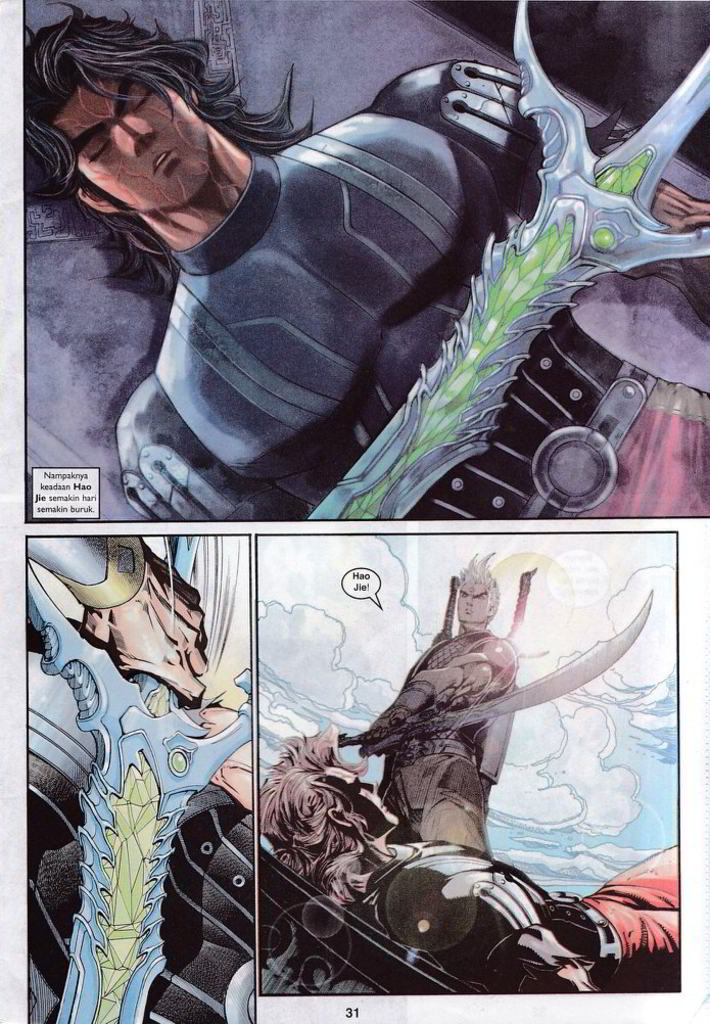 Nampaknya
keadaan Hao
Jie semakin hari
semakin buruk.
Hao
Jie!
31